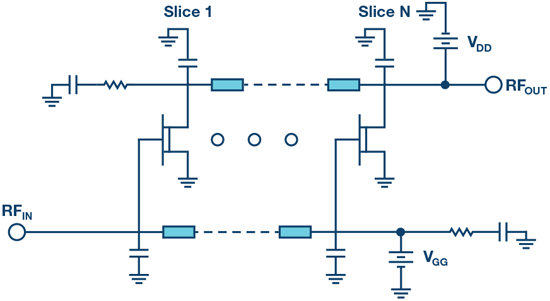 Slice 1
Slice N
VDD
RFOUT
RFIN
VGG